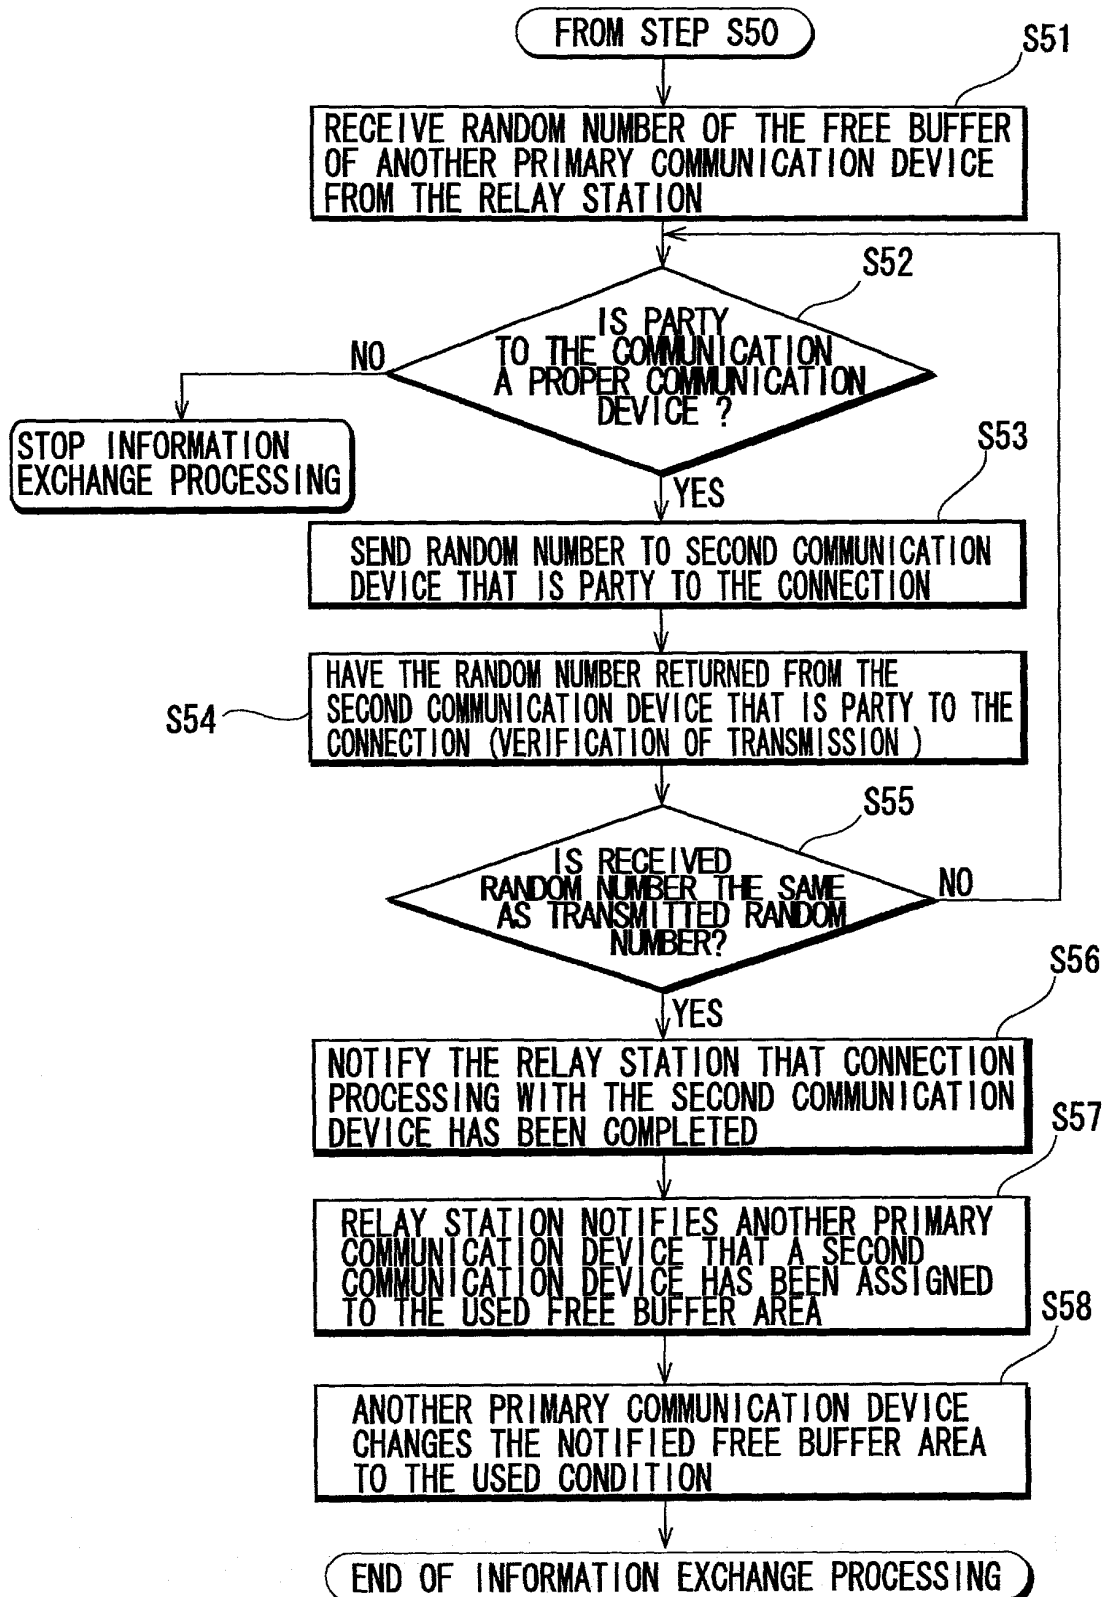 FROM STEP S50
S51
RECEIVE RANDOM NUMBER OF THE FREE BUFFER
OF ANOTHER PRIMARY COMMUNICATION DEVICE
FROM THE RELAY STATION
S52
IS PARTY
TO THE COMMUNICATION
A PROPER COMMUNICATION
DEVICE ?
NO
STOP INFORMATION
EXCHANGE PROCESSING
YES
S53
SEND RANDOM NUMBER TO SECOND COMMUNICATION
DEVICE THAT IS PARTY TO THE CONNECTION
S54
HAVE THE RANDOM NUMBER RETURNED FROM THE
SECOND COMMUNICATION DEVICE THAT IS PARTY TO THE
CONNECTION (VERIFICATION OF TRANSMISSION)
S55
IS RECEIVED
RANDOM NUMBER THE SAME
AS TRANSMITTED RANDOM
NUMBER?
NO
YES
S56
NOTIFY THE RELAY STATION THAT CONNECTION
PROCESSING WITH THE SECOND COMMUNICATION
DEVICE HAS BEEN COMPLETED
S57
RELAY STATION NOTIFIES ANOTHER PRIMARY
COMMUNICATION DEVICE THAT A SECOND
COMMUNICATION DEVICE HAS BEEN ASSIGNED
TO THE USED FREE BUFFER AREA
S58
ANOTHER PRIMARY COMMUNICATION DEVICE
CHANGES THE NOTIFIED FREE BUFFER AREA
TO THE USED CONDITION
END OF INFORMATION EXCHANGE PROCESSING